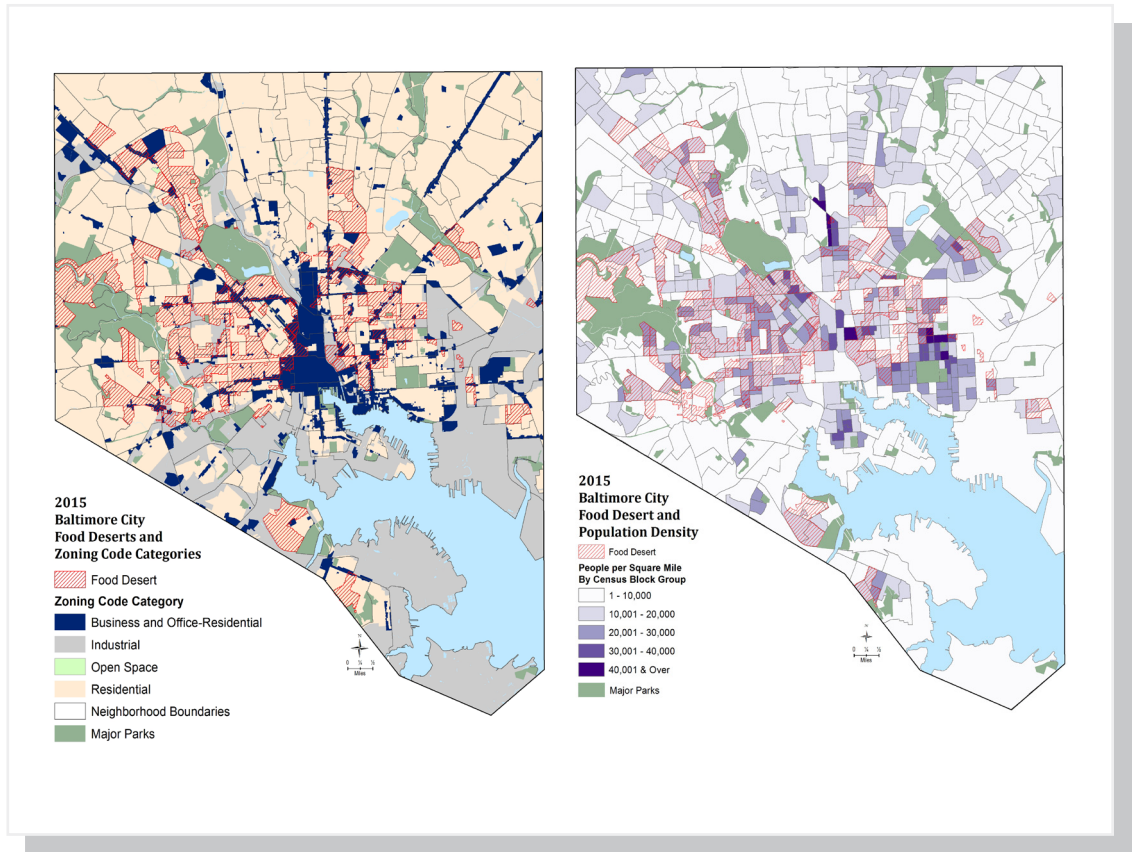 2015
Baltimore City
Food Deserts and
Zoning Code Categories
Food Desert
Zoning Code Category
Business and Office-Residential
Industrial
Open Space
Residential
Neighborhood Boundaries
Major Parks
N
Miles
2015
Baltimore City
Food Desert and
Population Density
Food Desert
People per Square Mile
By Census Block Group
1 - 10,000
10,001 - 20,000
20,001 - 30,000
30,001 - 40,000
40,001 & Over
Major Parks
N
Miles